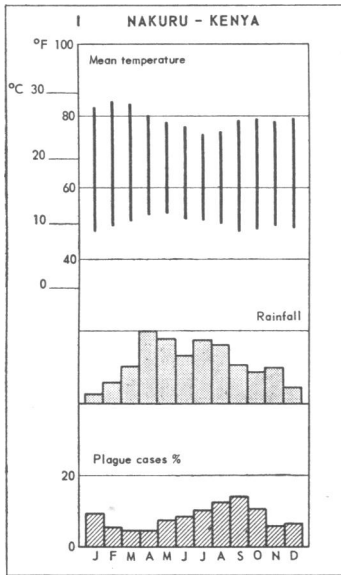 I NAKURU – KENYA
°F 100
Mean temperature
°C 30
80
20
60
10
40
0
Rainfall
Plague cases %
20
0
J F M A M J J A S O N D